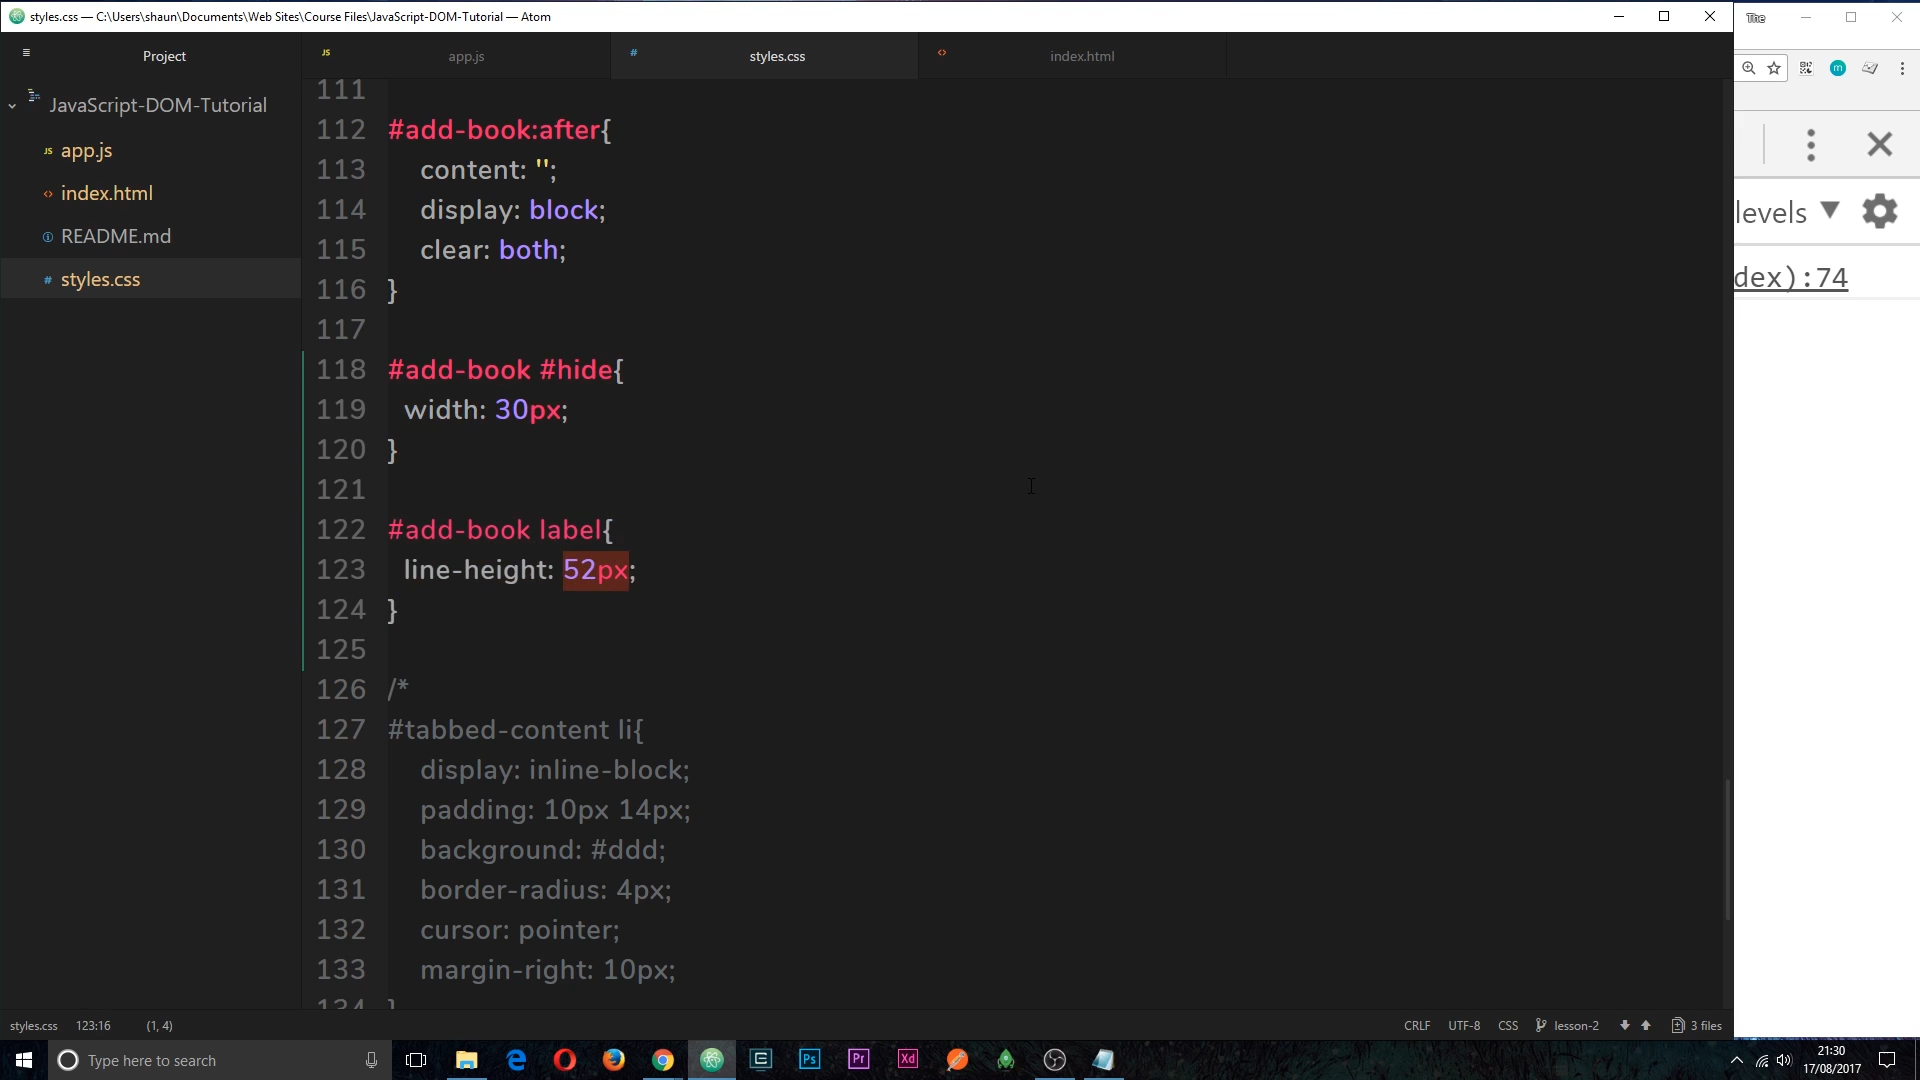 styles.css — C:\Users\shaun\Documents\Web Sites\Course Files\JavaScript-DOM-Tutorial — Atom
The
Project
app.js
styles.css
index.html
JavaScript-DOM-Tutorial
app.js
index.html
README.md
styles.css
111
112 #add-book:after{
113 content: '';
114 display: block;
115 clear: both;
116 }
117
118 #add-book #hide{
119 width: 30px;
120 }
121
122 #add-book label{
123 line-height: 52px;
124 }
125
126 /*
127 #tabbed-content li{
128 display: inline-block;
129 padding: 10px 14px;
130 background: #ddd;
131 border-radius: 4px;
132 cursor: pointer;
133 margin-right: 10px;
134 }
levels
dex):74
styles.css 123:16 (1, 4)
CRLF UTF-8 CSS lesson-2 3 files
Type here to search
Ps
Pr
Xd
21:30
17/08/2017